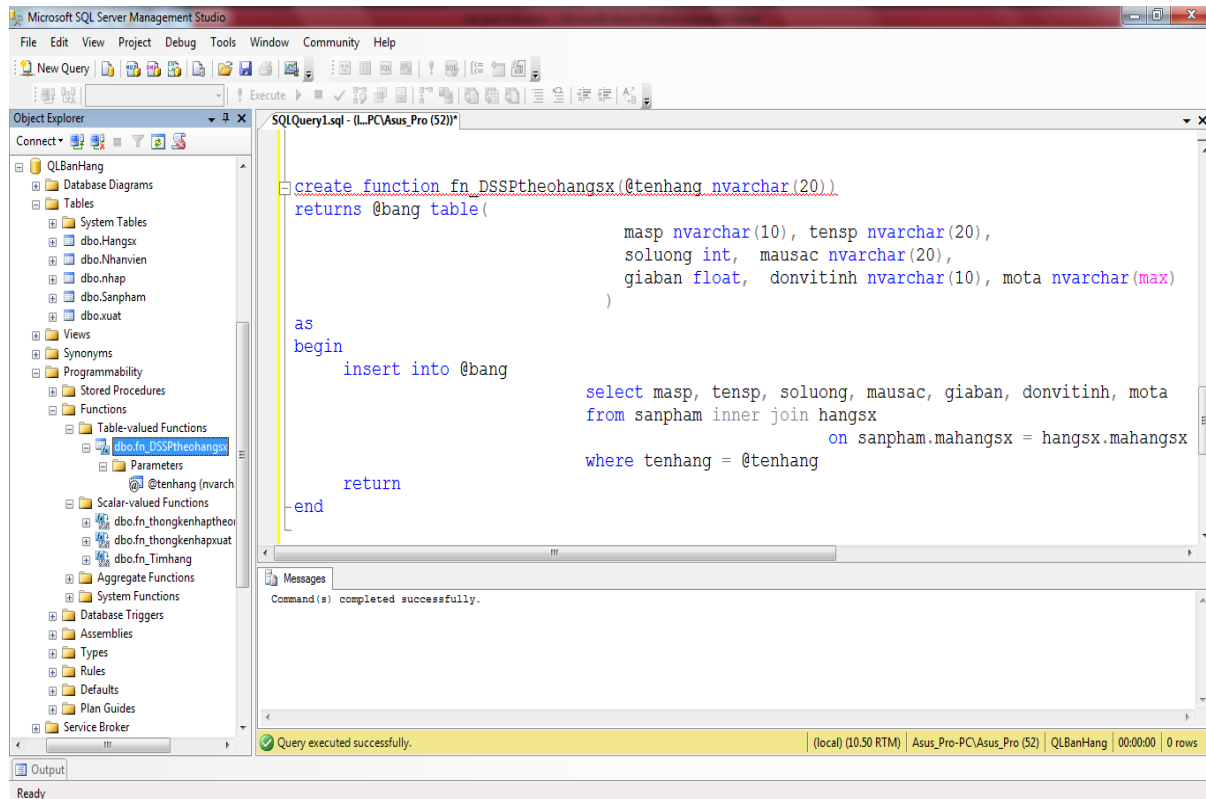 Microsoft SQL Server Management Studio
File Edit View Project Debug Tools Window Community Help
New Query
Execute
Object Explorer
Connect
QLBanHang
Database Diagrams
Tables
System Tables
dbo.Hangsx
dbo.Nhanvien
dbo.nhap
dbo.Sanpham
dbo.xuat
Views
Synonyms
Programmability
Stored Procedures
Functions
Table-valued Functions
dbo.fn_DSSPtheohangsx
Parameters
@tenhang (nvarch
Scalar-valued Functions
dbo.fn_thongkenhaptheo
dbo.fn_thongkenhapxuat
dbo.fn_Timhang
Aggregate Functions
System Functions
Database Triggers
Assemblies
Types
Rules
Defaults
Plan Guides
Service Broker
SQLQuery1.sql - (l...PC\Asus_Pro (52))*
create function fn_DSSPtheohangsx(@tenhang nvarchar(20))
returns @bang table(
masp nvarchar(10), tensp nvarchar(20),
soluong int, mausac nvarchar(20),
giaban float, donvitinh nvarchar(10), mota nvarchar(max)
)
as
begin
insert into @bang
select masp, tensp, soluong, mausac, giaban, donvitinh, mota
from sanpham inner join hangsx
on sanpham.mahangsx = hangsx.mahangsx
where tenhang = @tenhang
return
end
Messages
Command(s) completed successfully.
Query executed successfully.
(local) (10.50 RTM) Asus_Pro-PC\Asus_Pro (52) QLBanHang 00:00:00 0 rows
Output
Ready